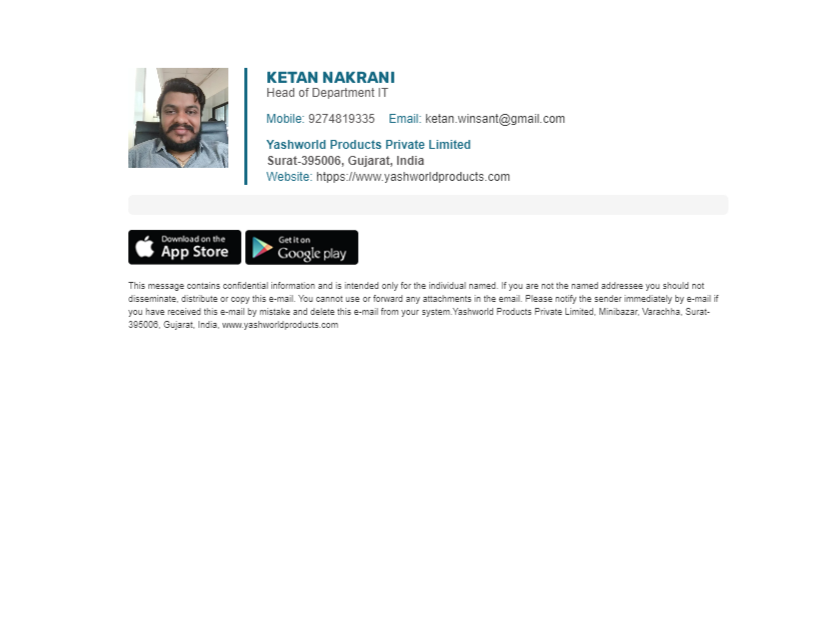 KETAN NAKRANI
Head of Department IT
Mobile: 9274819335 Email: ketan.winsant@gmail.com
Yashworld Products Private Limited
Surat-395006, Gujarat, India
Website: htpps://www.yashworldproducts.com
Download on the
App Store
Get it on
Google play
This message contains confidential information and is intended only for the individual named. If you are not the named addressee you should not
disseminate, distribute or copy this e-mail. You cannot use or forward any attachments in the email. Please notify the sender immediately by e-mail if
you have received this e-mail by mistake and delete this e-mail from your system.Yashworld Products Private Limited, Minibazar, Varachha, Surat-
395006, Gujarat, India, www.yashworldproducts.com